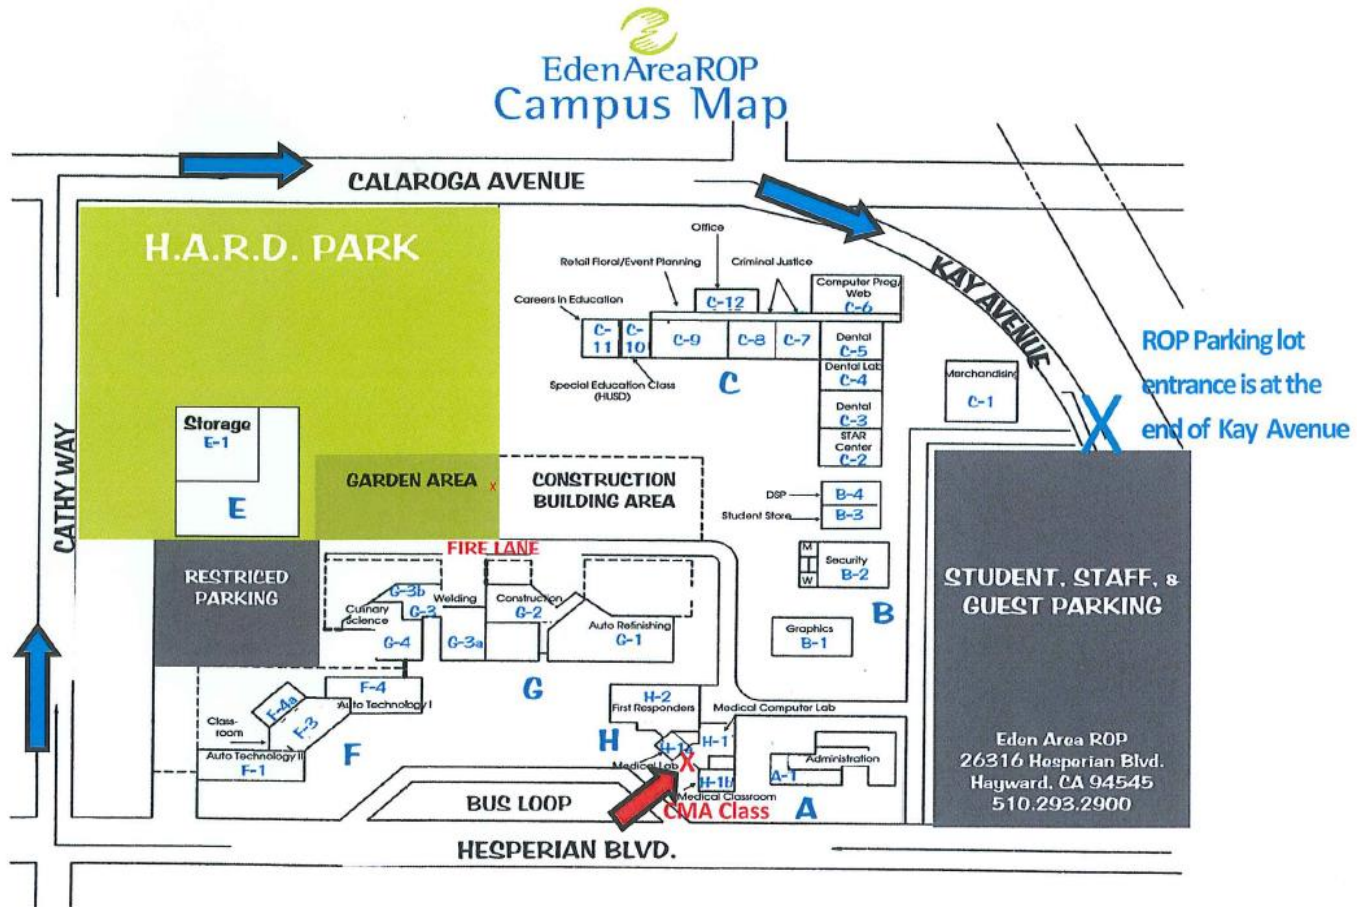 EdenAreaROP
Campus Map
CALAROGA AVENUE
H.A.R.D. PARK
KAY AVENUE
CATHY WAY
Office
Retail Floral/Event Planning
Criminal Justice
Computer Prog/
Web
C-6
Careers In Education
C-12
C-
11
C-
10
C-9
C-8
C-7
Dental
C-5
Dental Lab
C-4
Dental
C-3
STAR
Center
C-2
Special Education Class
(HUSD)
C
Merchandising
C-1
ROP Parking lot
entrance is at the
end of Kay Avenue
X
Storage
E-1
E
GARDEN AREA
x
CONSTRUCTION
BUILDING AREA
DSP
B-4
Student Store
B-3
M
W
Security
B-2
B
Graphics
B-1
FIRE LANE
RESTRICED
PARKING
STUDENT, STAFF, &
GUEST PARKING
G-3b
Welding
Construction
G-2
Culinary
Science
G-3
G-4
G-3a
Auto Refinishing
G-1
G
F-4
Auto Technology I
F-4a
F-3
Class-
room
Auto Technology II
F-1
F
H-2
First Responders
Medical Computer Lab
H
H-1
H-1a
X
Medical Lab
H-1b
Medical Classroom
CMA Class
Administration
A-1
A
Eden Area ROP
26316 Hesperian Blvd.
Hayward, CA 94545
510.293.2900
BUS LOOP
HESPERIAN BLVD.